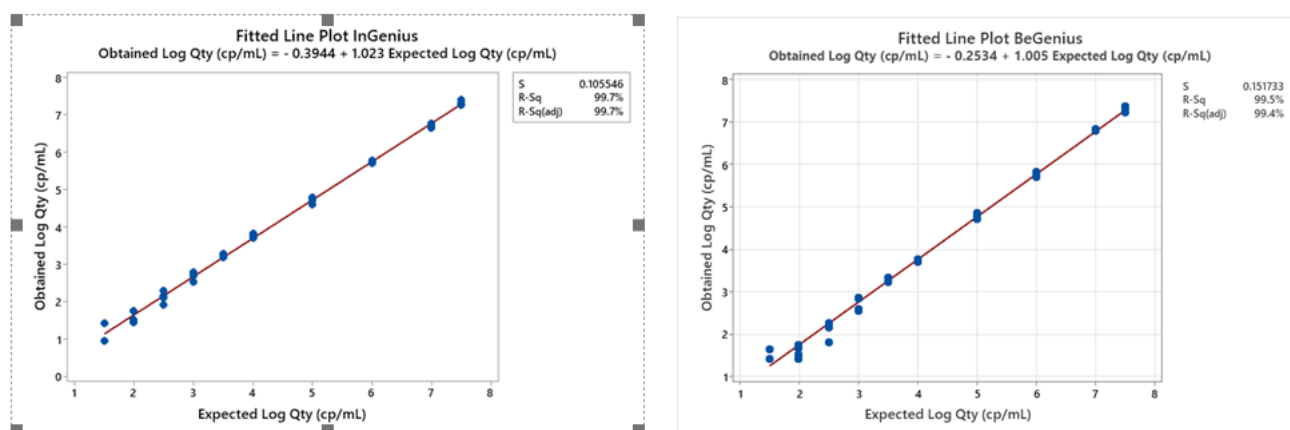 Fitted Line Plot InGenius
Obtained Log Qty (cp/mL) = - 0.3944 + 1.023 Expected Log Qty (cp/mL)
S 0.105546
R-Sq 99.7%
R-Sq(adj) 99.7%
8
7
6
5
4
3
2
1
0
Obtained Log Qty (cp/mL)
1 2 3 4 5 6 7 8
Expected Log Qty (cp/mL)
Fitted Line Plot BeGenius
Obtained Log Qty (cp/mL) = - 0.2534 + 1.005 Expected Log Qty (cp/mL)
S 0.151733
R-Sq 99.5%
R-Sq(adj) 99.4%
8
7
6
5
4
3
2
1
Obtained Log Qty (cp/mL)
1 2 3 4 5 6 7 8
Expected Log Qty (cp/mL)